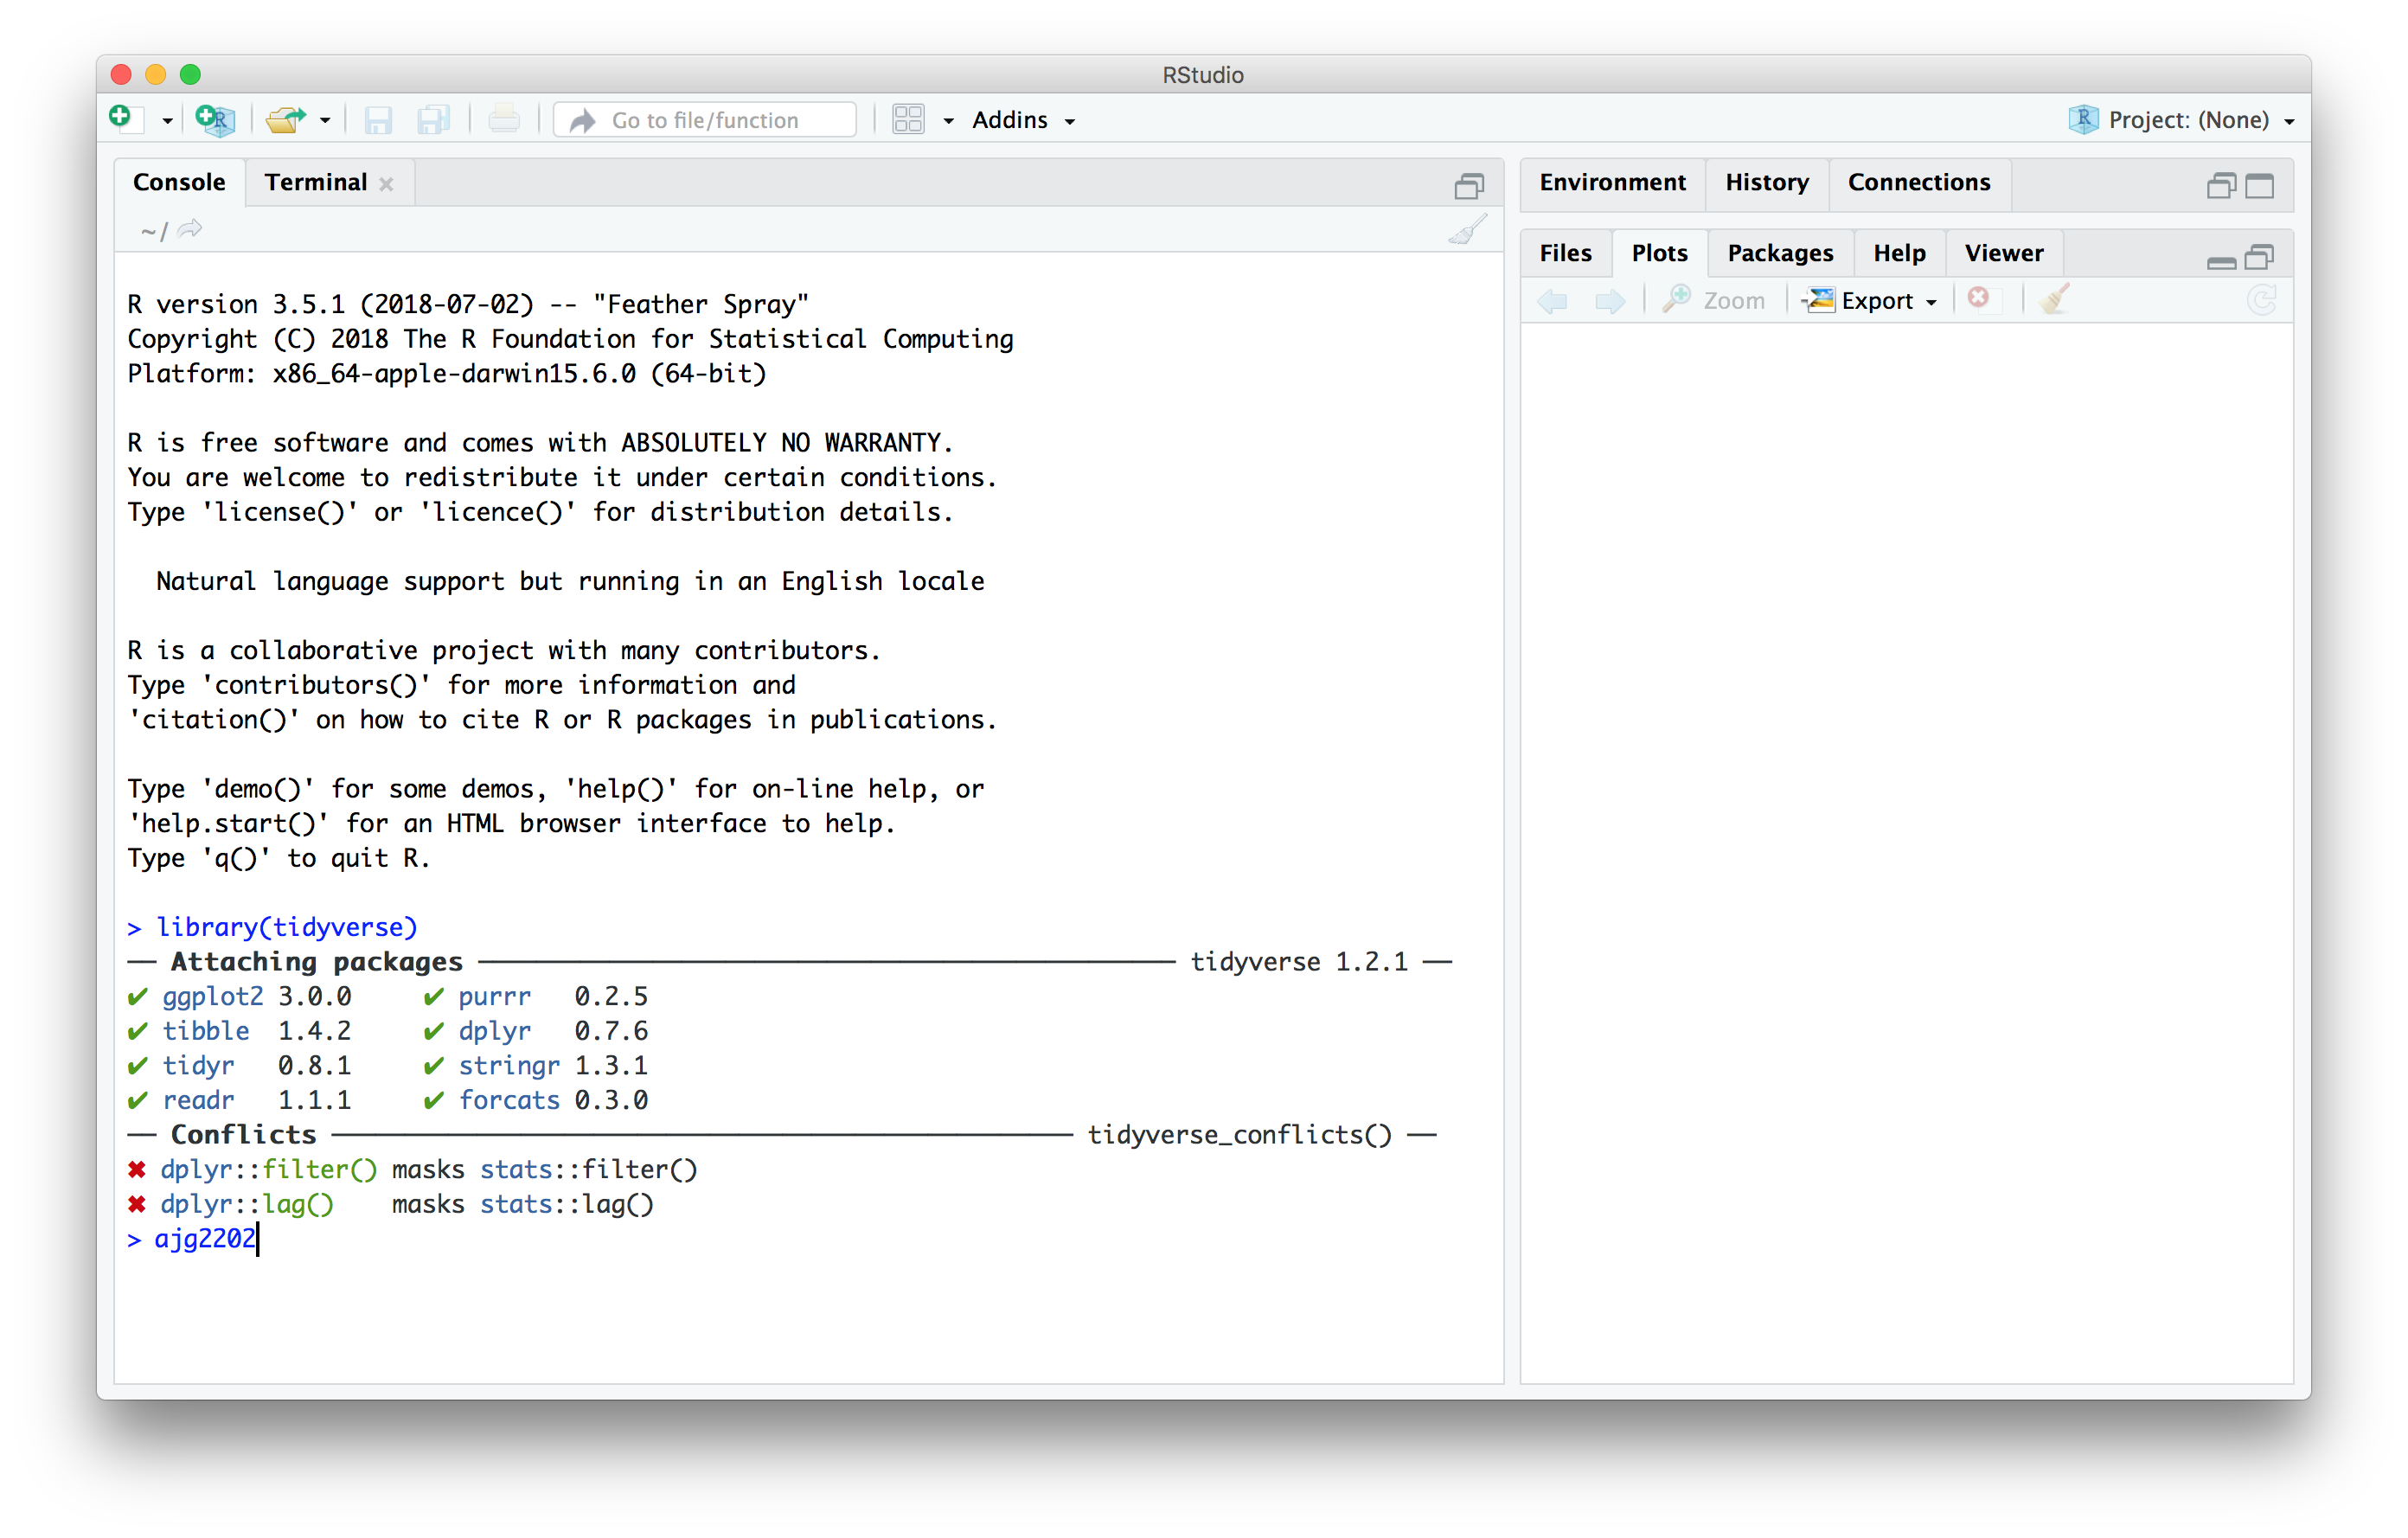 RStudio
Go to file/function
Addins
Project: (None)
Console Terminal
~/
R version 3.5.1 (2018-07-02) -- "Feather Spray"
Copyright (C) 2018 The R Foundation for Statistical Computing
Platform: x86_64-apple-darwin15.6.0 (64-bit)
R is free software and comes with ABSOLUTELY NO WARRANTY.
You are welcome to redistribute it under certain conditions.
Type 'license()' or 'licence()' for distribution details.
Natural language support but running in an English locale
R is a collaborative project with many contributors.
Type 'contributors()' for more information and
'citation()' on how to cite R or R packages in publications.
Type 'demo()' for some demos, 'help()' for on-line help, or
'help.start()' for an HTML browser interface to help.
Type 'q()' to quit R.
> library(tidyverse)
── Attaching packages ──────────────────────────────────────────────── tidyverse 1.2.1 ──
✔ ggplot2 3.0.0     ✔ purrr   0.2.5
✔ tibble  1.4.2     ✔ dplyr   0.7.6
✔ tidyr   0.8.1     ✔ stringr 1.3.1
✔ readr   1.1.1     ✔ forcats 0.3.0
── Conflicts ─────────────────────────────────────────────────── tidyverse_conflicts() ──
✖ dplyr::filter() masks stats::filter()
✖ dplyr::lag()    masks stats::lag()
> ajg2202
Environment History Connections
Files Plots Packages Help Viewer
Zoom Export